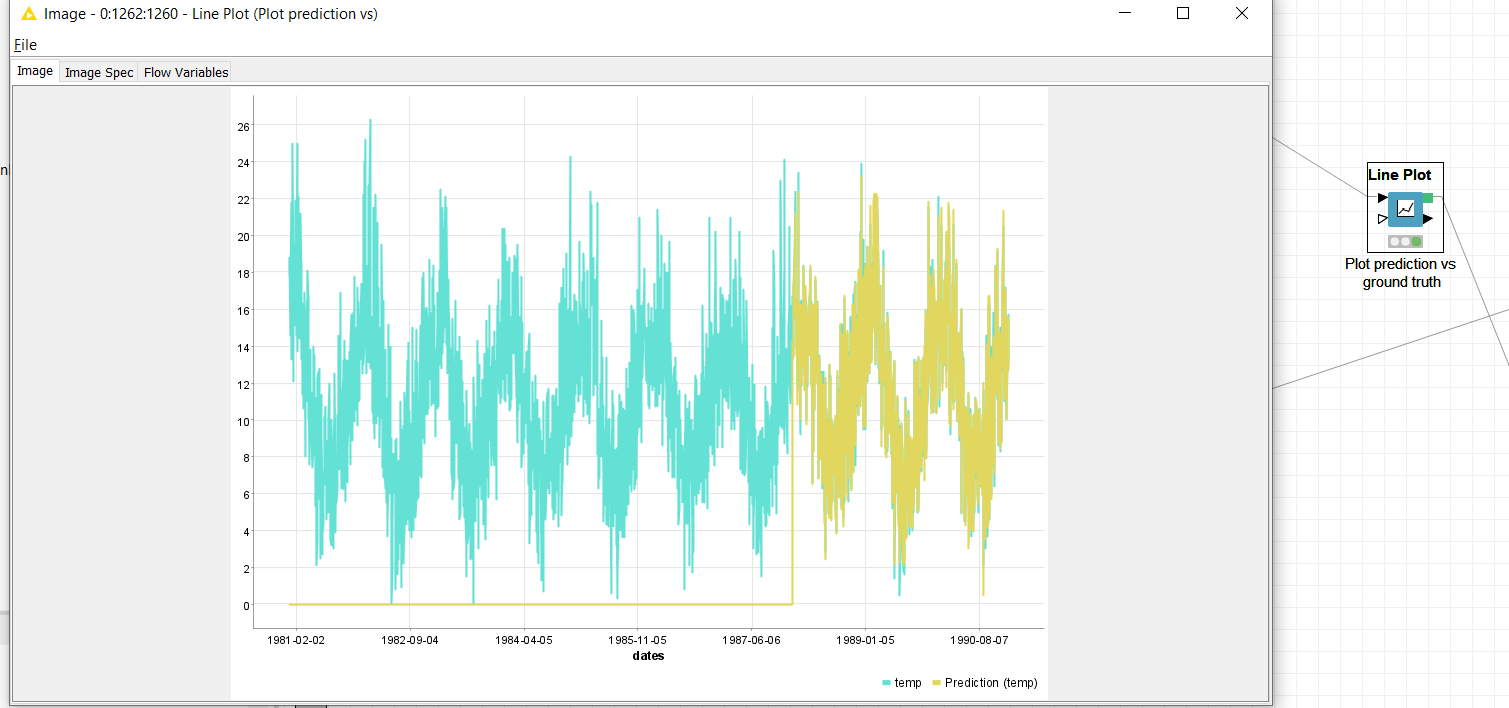 Image - 0:1262:1260 - Line Plot (Plot prediction vs)
File
Image Image Spec Flow Variables
26
24
22
20
18
16
14
12
10
8
6
4
2
0
1981-02-02 1982-09-04 1984-04-05 1985-11-05 1987-06-06 1989-01-05 1990-08-07
dates
temp Prediction (temp)
Line Plot
Plot prediction vs
ground truth